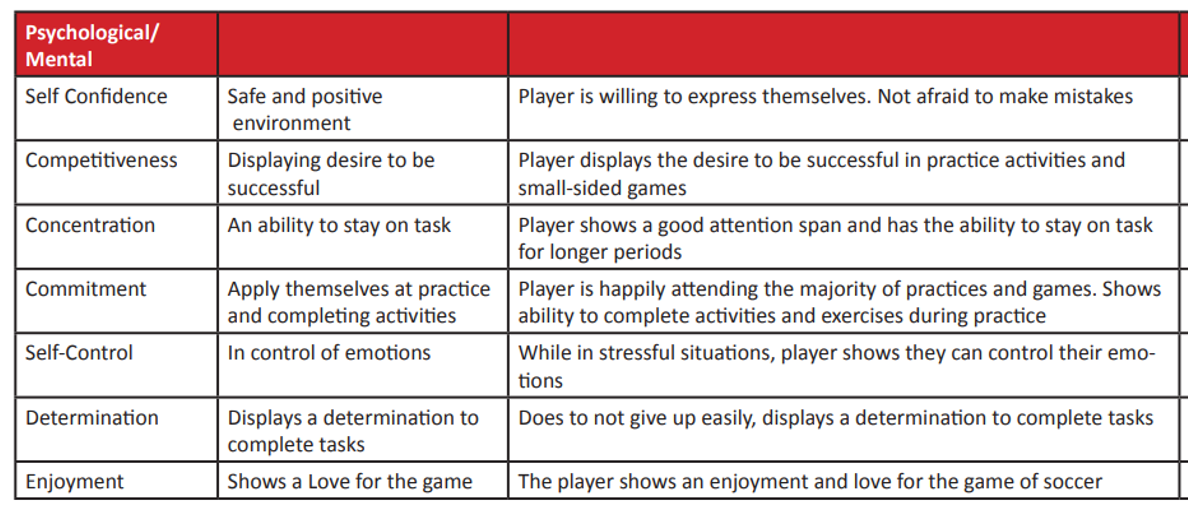 Psychological/
Mental
Self Confidence
Safe and positive
environment
Player is willing to express themselves. Not afraid to make mistakes
Competitiveness
Displaying desire to be
successful
Player displays the desire to be successful in practice activities and
small-sided games
Concentration
An ability to stay on task
Player shows a good attention span and has the ability to stay on task
for longer periods
Commitment
Apply themselves at practice
and completing activities
Player is happily attending the majority of practices and games. Shows
ability to complete activities and exercises during practice
Self-Control
In control of emotions
While in stressful situations, player shows they can control their emo-
tions
Determination
Displays a determination to
complete tasks
Does to not give up easily, displays a determination to complete tasks
Enjoyment
Shows a Love for the game
The player shows an enjoyment and love for the game of soccer